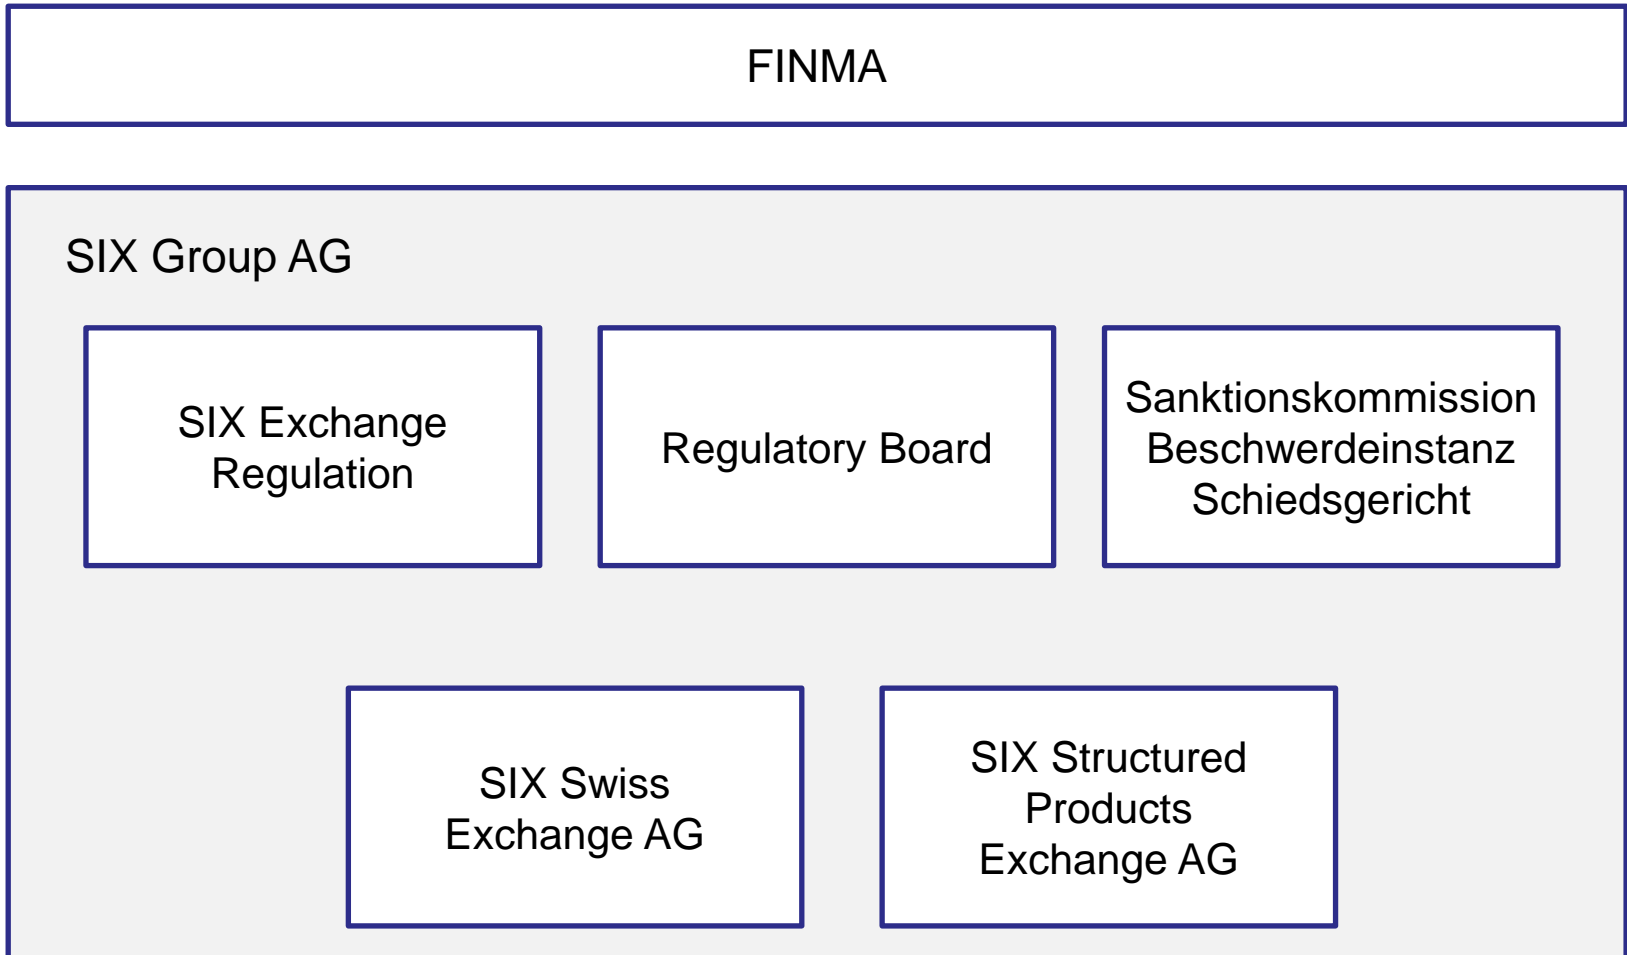 FINMA
SIX Group AG
SIX Exchange
Regulation
Regulatory Board
Sanktionskommission
Beschwerdeinstanz
Schiedsgericht
SIX Swiss
Exchange AG
SIX Structured
Products
Exchange AG